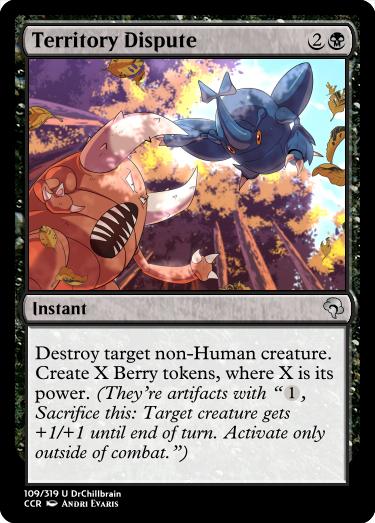 Territory Dispute 2
Instant
Destroy target non-Human creature.
Create X Berry tokens, where X is its
power. (They're artifacts with “1,
Sacrifice this: Target creature gets
+1/+1 until end of turn. Activate only
outside of combat.”)
109/319 U DrChillbrain
CCR Andri Evaris